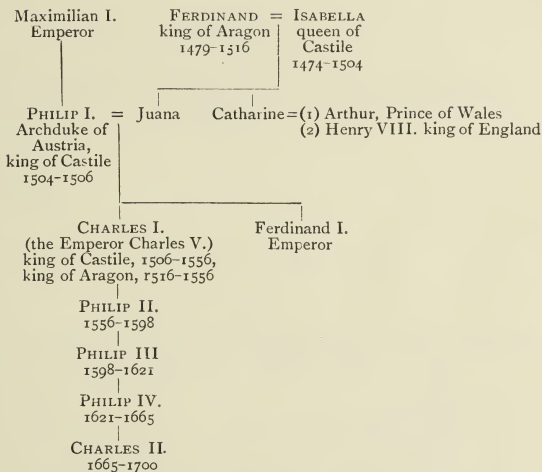 Maximilian I.
Emperor
FERDINAND = ISABELLA
king of Aragon queen of
1479-1516 Castile
1474-1504
PHILIP I. = Juana Catharine=(1) Arthur, Prince of Wales
Archduke of (2) Henry VIII. king of England
Austria,
king of Castile
1504-1506
CHARLES I. Ferdinand I.
(the Emperor Charles V.) Emperor
king of Castile, 1506-1556,
king of Aragon, r516-1556
PHILIP II.
1556-1598
PHILIP III
1598-1621
PHILIP IV.
1621-1665
CHARLES II.
1665-1700